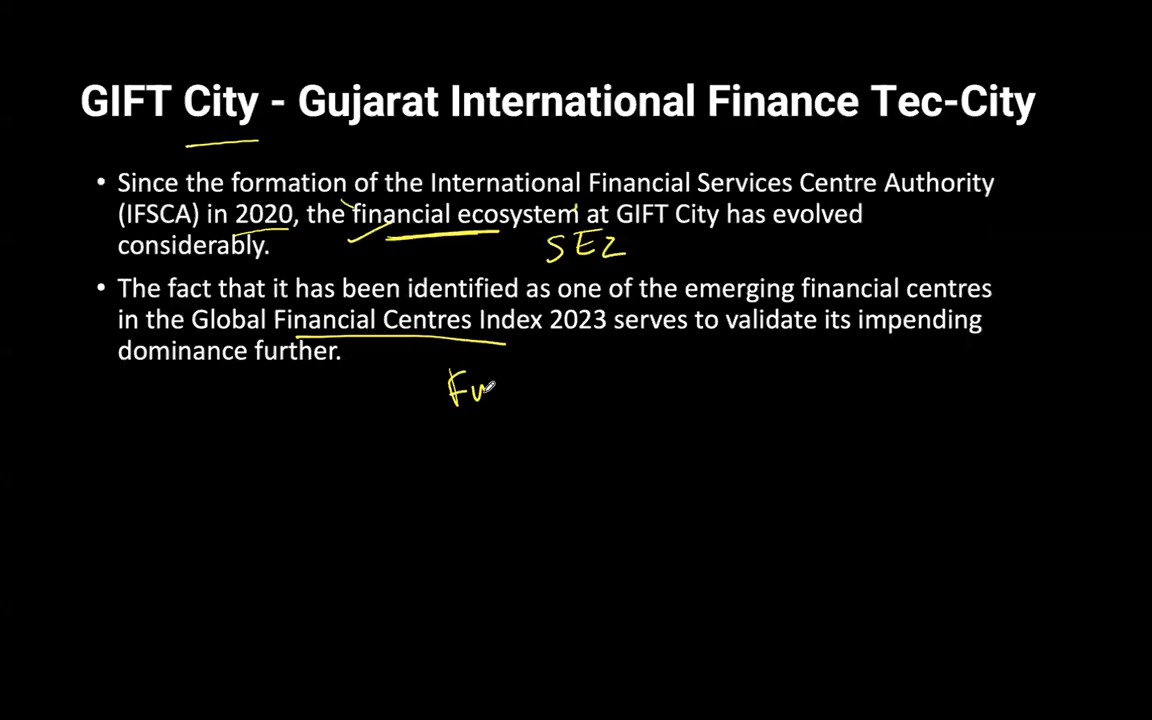 GIFT City - Gujarat International Finance Tec-City
• Since the formation of the International Financial Services Centre Authority
(IFSCA) in 2020, the financial ecosystem at GIFT City has evolved
considerably.
SEZ
• The fact that it has been identified as one of the emerging financial centres
in the Global Financial Centres Index 2023 serves to validate its impending
dominance further.